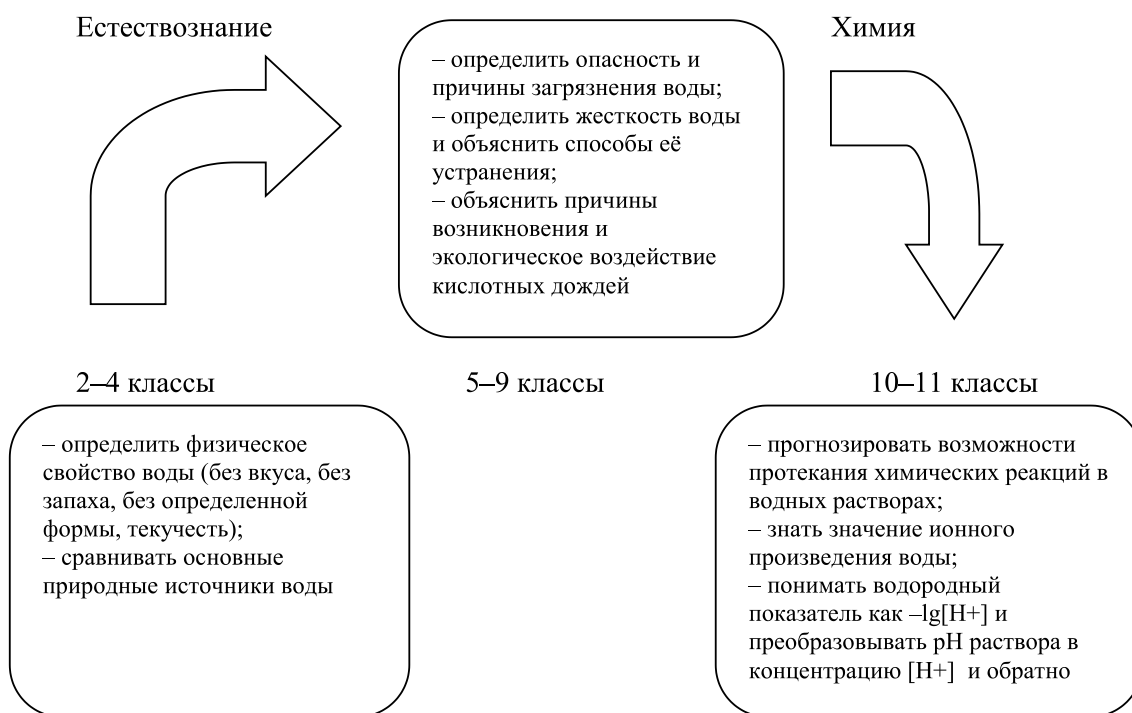 Естествознание
Химия
– определить опасность и
причины загрязнения воды;
– определить жесткость воды
и объяснить способы её
устранения;
– объяснить причины
возникновения и
экологическое воздействие
кислотных дождей
2–4 классы
5–9 классы
10–11 классы
– определить физическое
свойство воды (без вкуса, без
запаха, без определенной
формы, текучесть);
– сравнивать основные
природные источники воды
– прогнозировать возможности
протекания химических реакций в
водных растворах;
– знать значение ионного
произведения воды;
– понимать водородный
показатель как –lg[H+] и
преобразовывать pH раствора в
концентрацию [H+] и обратно